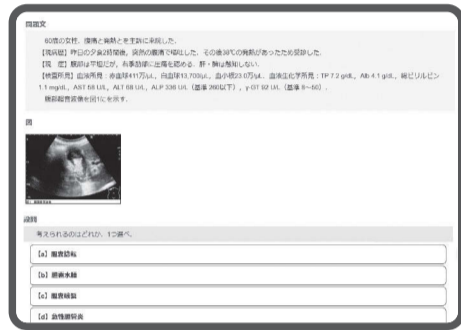 問題文
60歳の女性．腹痛と発熱とを主訴に来院した．
【現病歴】昨日の夕食2時間後，突然の腹痛で嘔吐した．その後38℃の発熱があったため受診した．
【現 症】腹部は平坦だが，右季肋部に圧痛を認める．肝・脾は触知しない．
【検査所見】血液所見：赤血球411万/μL，白血球13,700/μL，血小板23.0万/μL．血液生化学所見：TP 7.2 g/dL，Alb 4.1 g/dL，総ビリルビン
1.1 mg/dL，AST 58 U/L，ALT 68 U/L，ALP 336 U/L（基準 260以下），γ-GT 92 U/L（基準 8～50）．
腹部超音波像を図1にを示す．
図
設問
考えられるのはどれか．1つ選べ．
[a] 胆嚢捻転
[b] 胆嚢水腫
[c] 胆嚢破裂
[d] 急性胆管炎